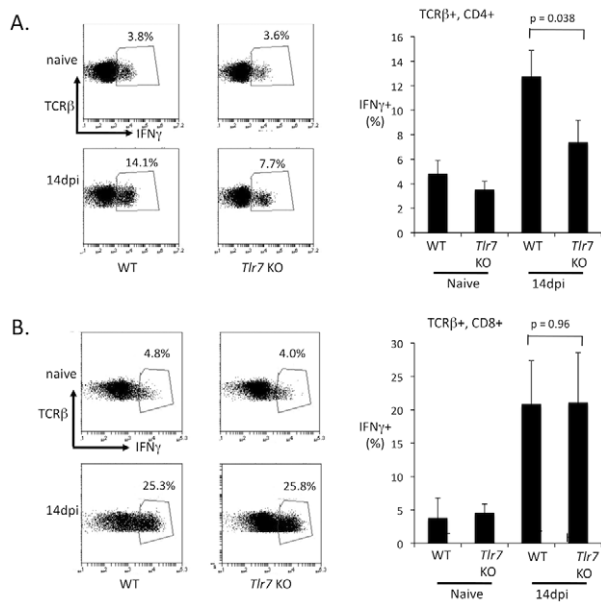 A.
3.8%
3.6%
naive
TCRβ
IFNγ
14.1%
7.7%
14dpi
WT
Tlr7 KO
TCRβ+, CD4+
p = 0.038
16
14
12
10
8
6
4
2
0
IFNγ+
(%)
WT
Tlr7
KO
WT
Tlr7
KO
Naive
14dpi
B.
4.8%
4.0%
naive
TCRβ
IFNγ
25.3%
25.8%
14dpi
WT
Tlr7 KO
TCRβ+, CD8+
p = 0.96
30
25
20
15
10
5
0
IFNγ+
(%)
WT
Tlr7
KO
WT
Tlr7
KO
Naive
14dpi